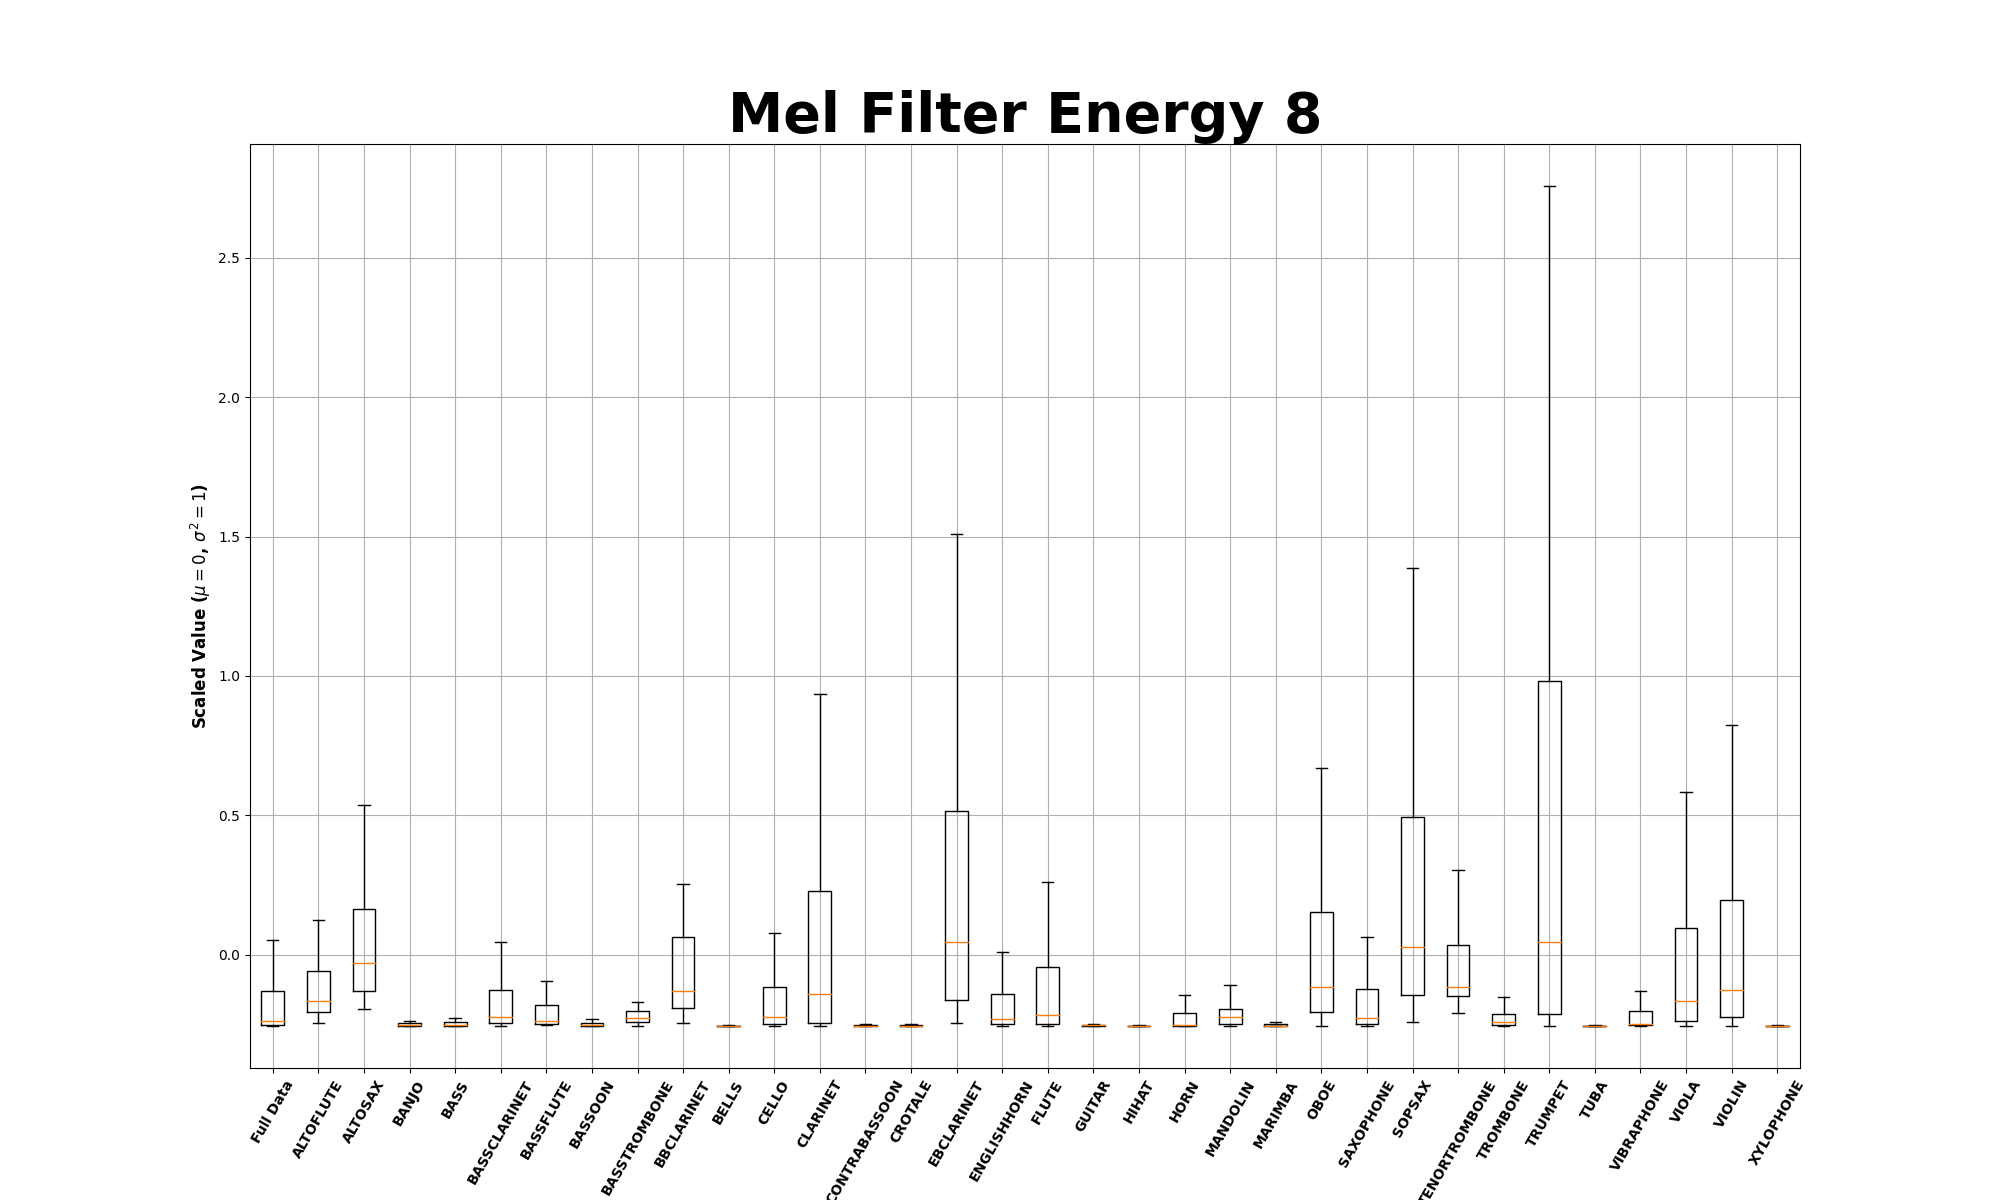 Mel Filter Energy 8
Scaled Value (μ = 0, σ² = 1)
2.5
2.0
1.5
1.0
0.5
0.0
Full Data
ALTOFLUTE
ALTOSAX
BANJO
BASS
BASSCLARINET
BASSFLUTE
BASSOON
BASSTROMBONE
BBCLARINET
BELLS
CELLO
CLARINET
CONTRABASSOON
CROTALE
EBCLARINET
ENGLISHHORN
FLUTE
GUITAR
HIHAT
HORN
MANDOLIN
MARIMBA
OBOE
SAXOPHONE
SOPSAX
TENORTROMBONE
TROMBONE
TRUMPET
TUBA
VIBRAPHONE
VIOLA
VIOLIN
XYLOPHONE